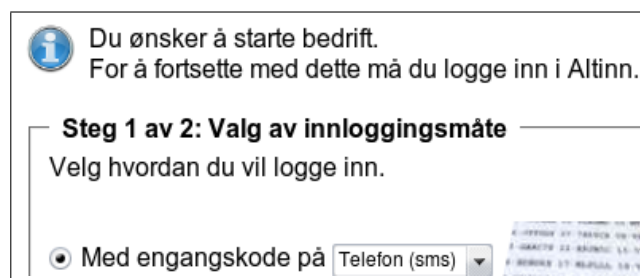 Du ønsker å starte bedrift.
For å fortsette med dette må du logge inn i Altinn.
Steg 1 av 2: Valg av innloggingsmåte
Velg hvordan du vil logge inn.
Med engangskode på Telefon (sms)